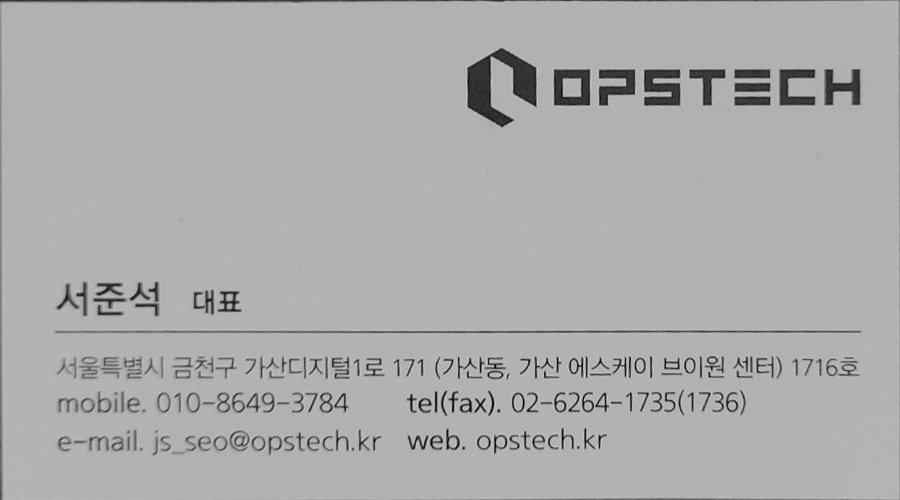 OPSTECH
서준석 대표
서울특별시 금천구 가산디지털1로 171 (가산동, 가산 에스케이 브이원 센터) 1716호
mobile. 010-8649-3784 tel(fax). 02-6264-1735(1736)
e-mail. js_seo@opstech.kr web. opstech.kr